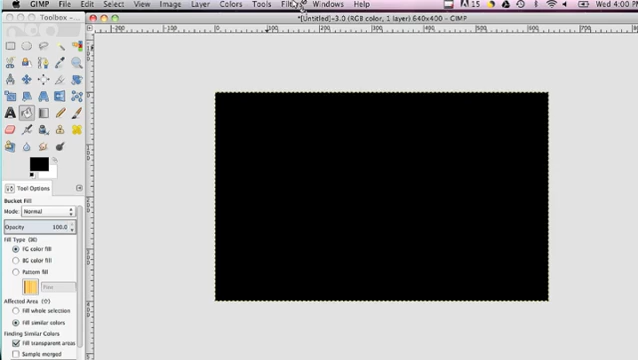 GIMP File Edit Select View Image Layer Colors Tools Windows Help 15 Wed 4:00 PM
Toolbox -
*[Untitled]-3.0 (RGB color, 1 layer) 640x400 – GIMP
Tool Options
Bucket Fill
Mode: Normal
Opacity 100.0
Fill Type (⌘)
FG color fill
BG color fill
Pattern fill
Pine
Affected Area (⇧)
Fill whole selection
Fill similar colors
Finding Similar Colors
Fill transparent areas
Sample merged